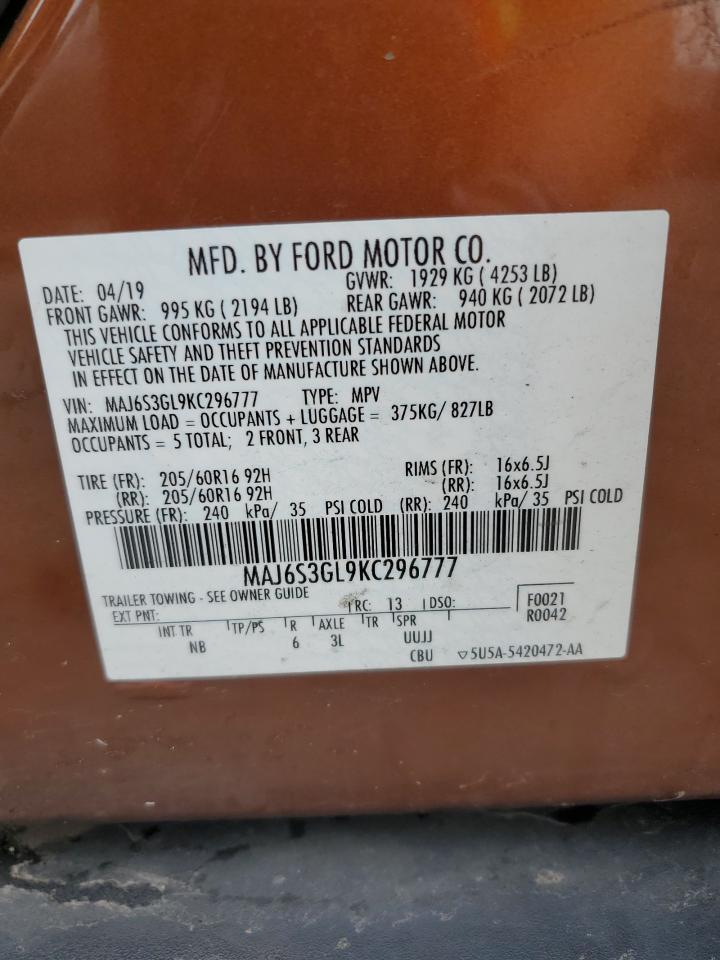 MFD. BY FORD MOTOR CO.
DATE: 04/19 GVWR: 1929 KG ( 4253 LB)
FRONT GAWR: 995 KG ( 2194 LB) REAR GAWR: 940 KG ( 2072 LB)
THIS VEHICLE CONFORMS TO ALL APPLICABLE FEDERAL MOTOR
VEHICLE SAFETY AND THEFT PREVENTION STANDARDS
IN EFFECT ON THE DATE OF MANUFACTURE SHOWN ABOVE.
VIN: MAJ6S3GL9KC296777 TYPE: MPV
MAXIMUM LOAD = OCCUPANTS + LUGGAGE = 375KG/ 827LB
OCCUPANTS = 5 TOTAL; 2 FRONT, 3 REAR
TIRE (FR): 205/60R16 92H RIMS (FR): 16x6.5J
(RR): 205/60R16 92H (RR): 16x6.5J
PRESSURE (FR): 240 kPa/ 35 PSI COLD (RR): 240 kPa/ 35 PSI COLD
MAJ6S3GL9KC296777
TRAILER TOWING - SEE OWNER GUIDE
EXT PNT: RC: 13 DSO: F0021
R0042
INT TR TP/PS R AXLE TR SPR
NB 6 3L UUJJ
CBU ▽5U5A-5420472-AA